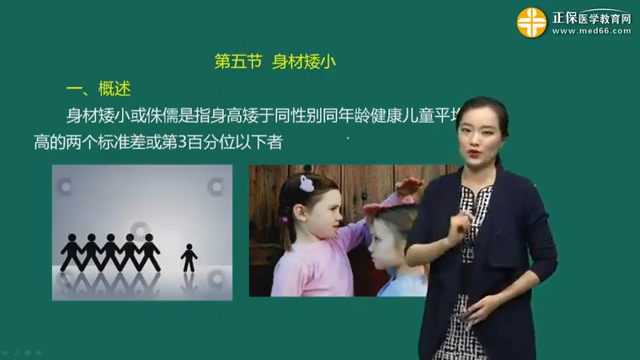 正保医学教育网
www.med66.com
第五节 身材矮小
一、概述
身材矮小或侏儒是指身高矮于同性别同年龄健康儿童平均
高的两个标准差或第3百分位以下者